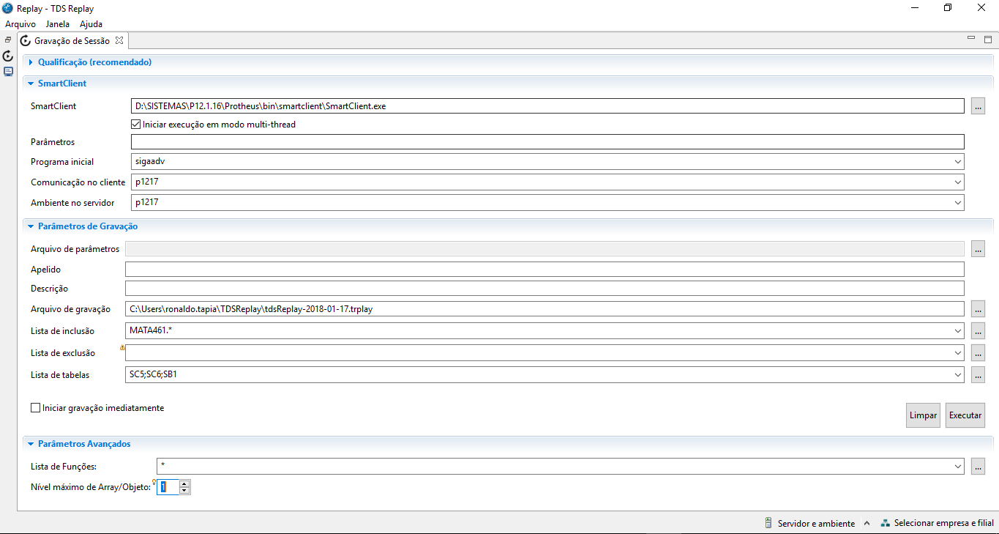 Replay - TDS Replay
Arquivo Janela Ajuda
Gravação de Sessão
Qualificação (recomendado)
SmartClient
SmartClient D:\SISTEMAS\P12.1.16\Protheus\bin\smartclient\SmartClient.exe ...
Iniciar execução em modo multi-thread
Parâmetros
Programa inicial sigaadv
Comunicação no cliente p1217
Ambiente no servidor p1217
Parâmetros de Gravação
Arquivo de parâmetros ...
Apelido
Descrição
Arquivo de gravação C:\Users\ronaldo.tapia\TDSReplay\tdsReplay-2018-01-17.trplay ...
Lista de inclusão MATA461.* ...
Lista de exclusão ...
Lista de tabelas SC5;SC6;SB1 ...
Iniciar gravação imediatamente Limpar Executar
Parâmetros Avançados
Lista de Funções: * ...
Nível máximo de Array/Objeto: 1
Servidor e ambiente Selecionar empresa e filial